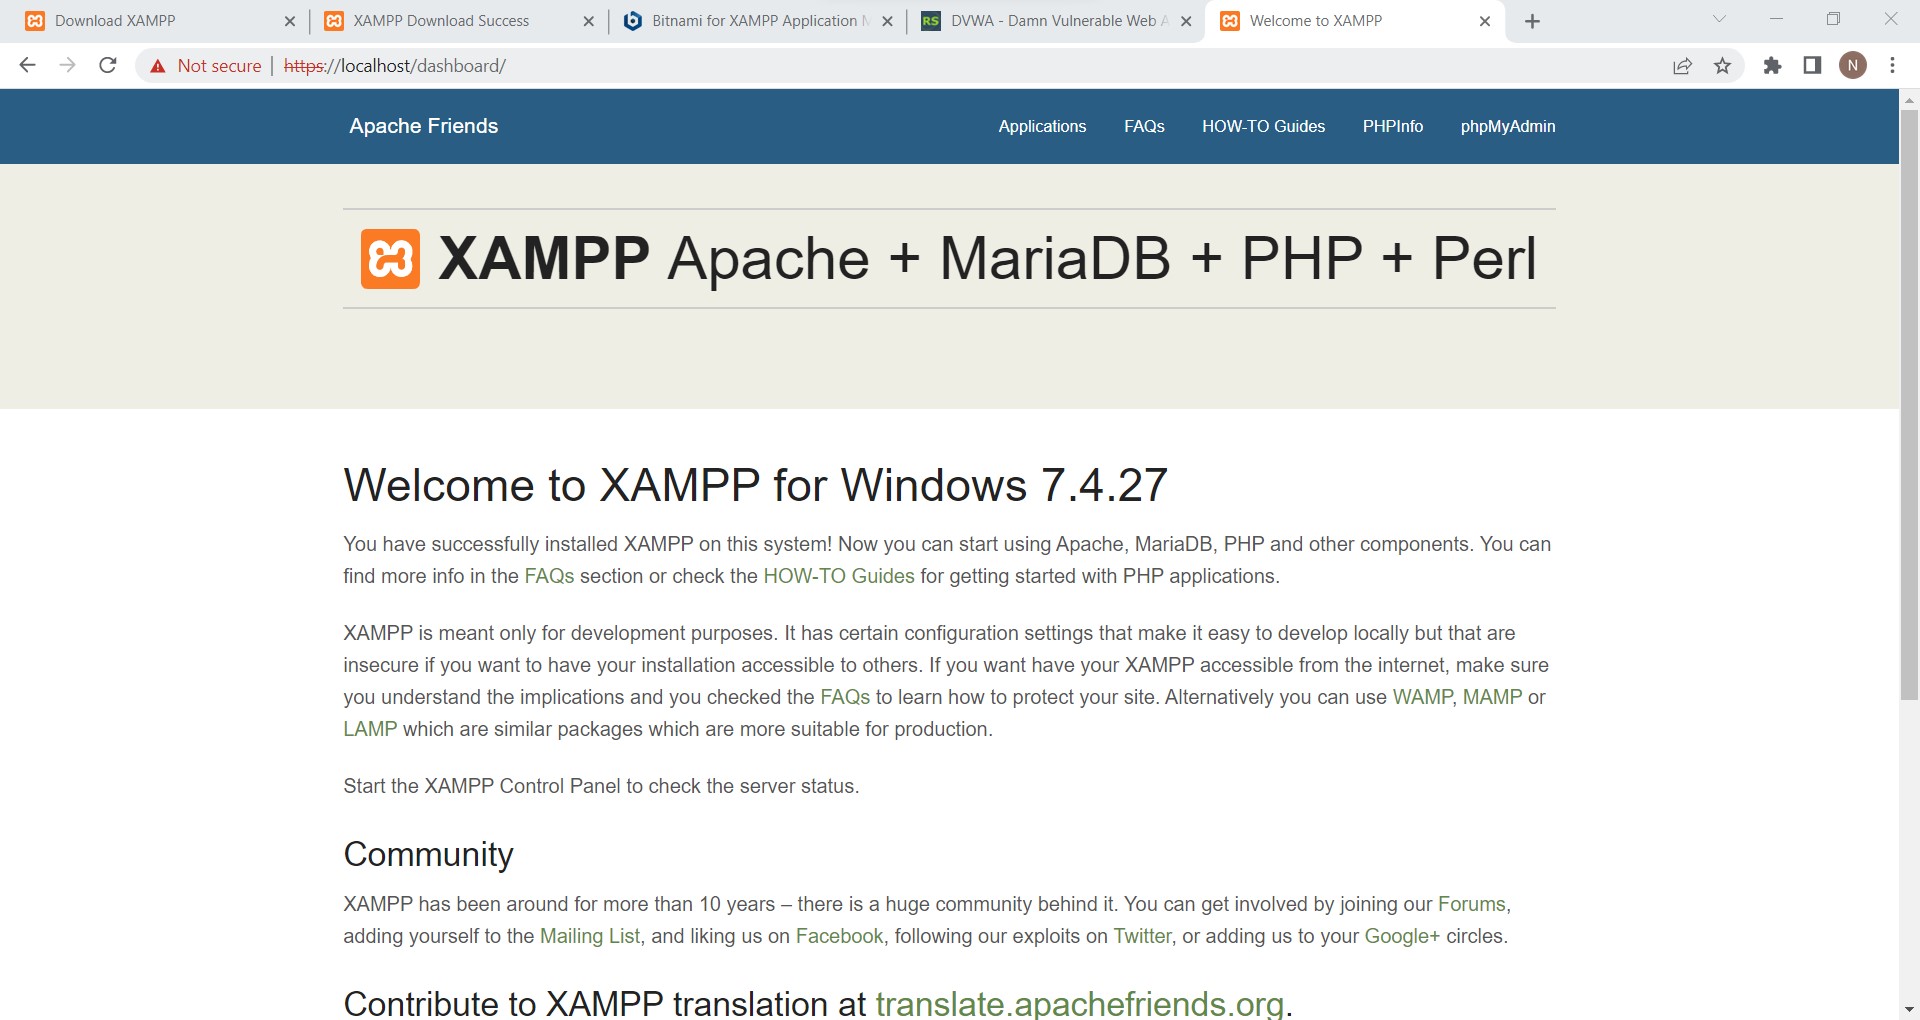 Download XAMPP
XAMPP Download Success
Bitnami for XAMPP Application
RS DVWA - Damn Vulnerable Web
Welcome to XAMPP
Not secure | https://localhost/dashboard/
N
Apache Friends
Applications FAQs HOW-TO Guides PHPInfo phpMyAdmin
XAMPP Apache + MariaDB + PHP + Perl
Welcome to XAMPP for Windows 7.4.27
You have successfully installed XAMPP on this system! Now you can start using Apache, MariaDB, PHP and other components. You can
find more info in the FAQs section or check the HOW-TO Guides for getting started with PHP applications.
XAMPP is meant only for development purposes. It has certain configuration settings that make it easy to develop locally but that are
insecure if you want to have your installation accessible to others. If you want have your XAMPP accessible from the internet, make sure
you understand the implications and you checked the FAQs to learn how to protect your site. Alternatively you can use WAMP, MAMP or
LAMP which are similar packages which are more suitable for production.
Start the XAMPP Control Panel to check the server status.
Community
XAMPP has been around for more than 10 years – there is a huge community behind it. You can get involved by joining our Forums,
adding yourself to the Mailing List, and liking us on Facebook, following our exploits on Twitter, or adding us to your Google+ circles.
Contribute to XAMPP translation at translate.apachefriends.org.